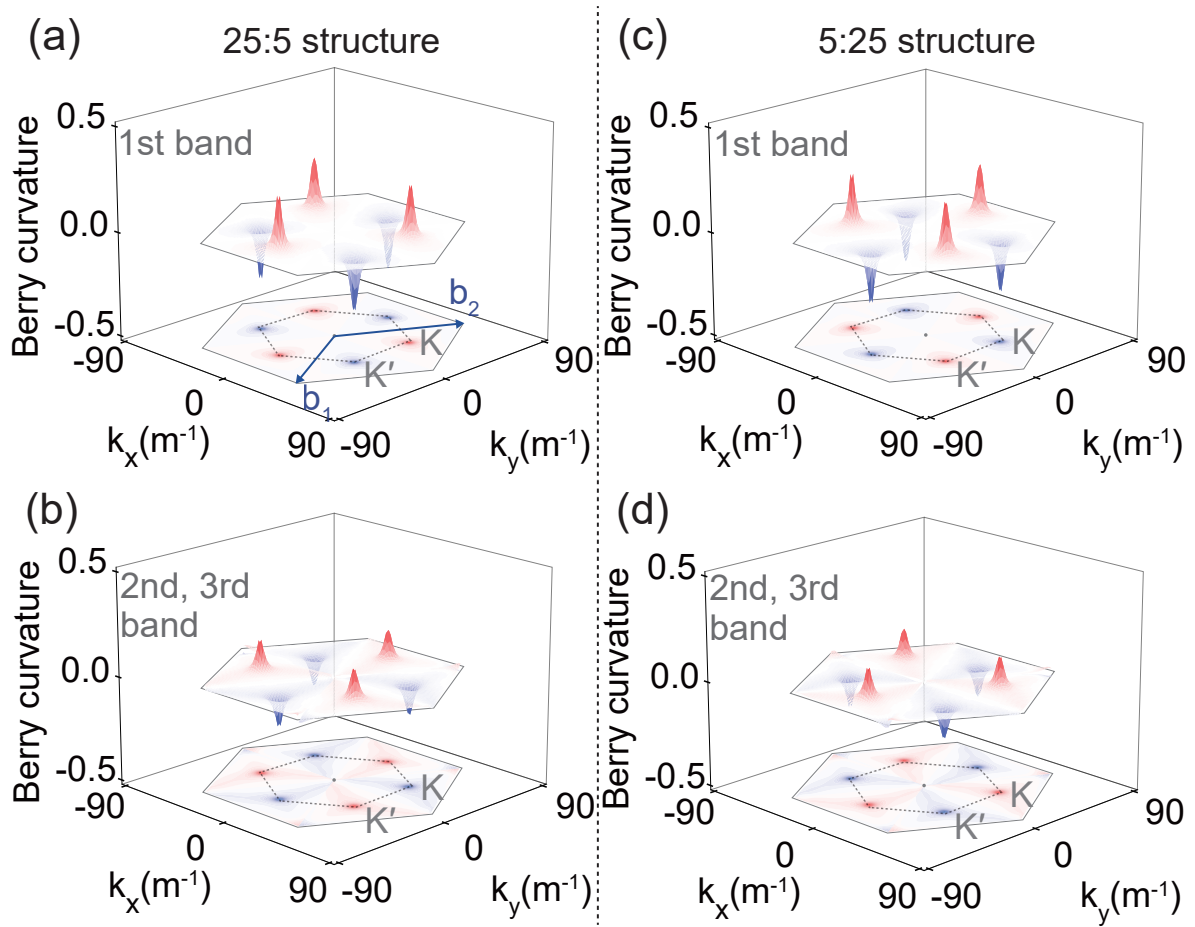 (a)
25:5 structure
Berry curvature
0.5
0.0
-0.5
1st band
b₂
b₁
K
K′
-90
0
90
kₓ(m⁻¹)
-90
0
90
k_y(m⁻¹)
(c)
5:25 structure
Berry curvature
0.5
0.0
-0.5
1st band
K
K′
-90
0
90
kₓ(m⁻¹)
-90
0
90
k_y(m⁻¹)
(b)
Berry curvature
0.5
0.0
-0.5
2nd, 3rd
band
K
K′
-90
0
90
kₓ(m⁻¹)
-90
0
90
k_y(m⁻¹)
(d)
Berry curvature
0.5
0.0
-0.5
2nd, 3rd
band
K
K′
-90
0
90
kₓ(m⁻¹)
-90
0
90
k_y(m⁻¹)